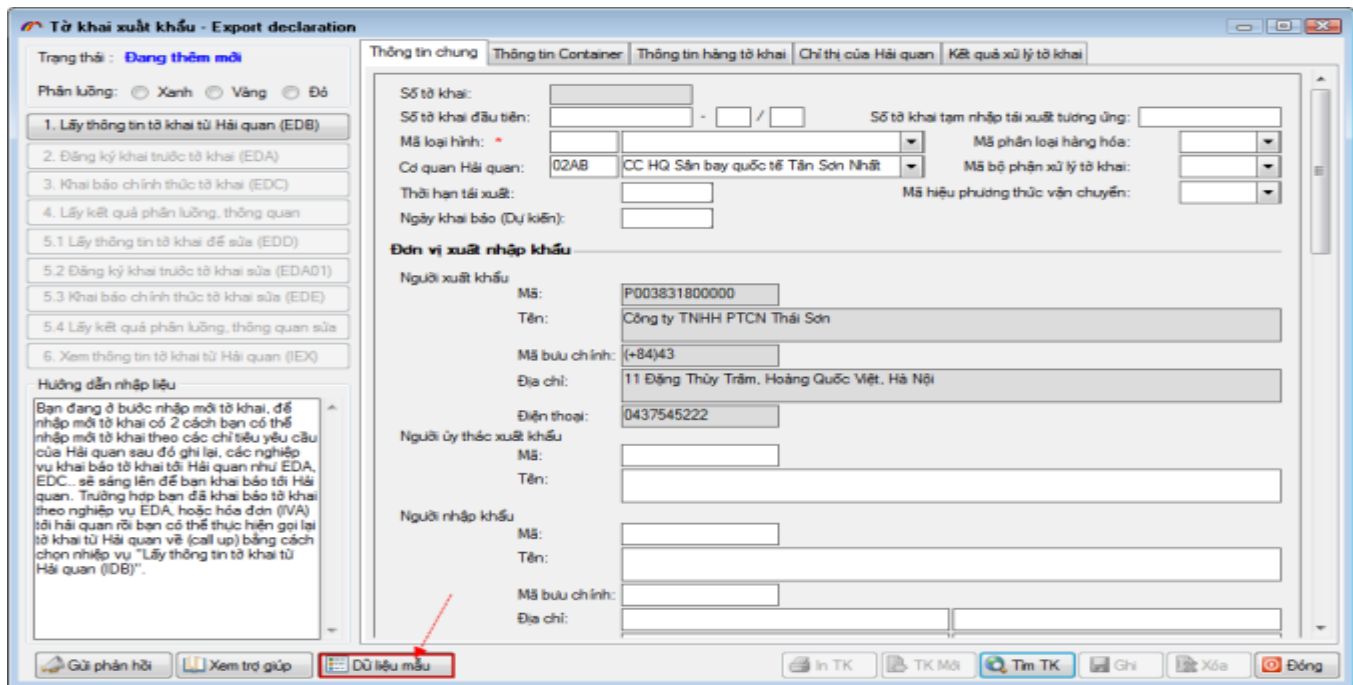 Tờ khai xuất khẩu - Export declaration
Trạng thái : Đang thêm mới
Phân luồng: Xanh Vàng Đỏ
1. Lấy thông tin tờ khai từ Hải quan (EDB)
2. Đăng ký khai trước tờ khai (EDA)
3. Khai báo chính thức tờ khai (EDC)
4. Lấy kết quả phân luồng, thông quan
5.1 Lấy thông tin tờ khai để sửa (EDD)
5.2 Đăng ký khai trước tờ khai sửa (EDA01)
5.3 Khai báo chính thức tờ khai sửa (EDE)
5.4 Lấy kết quả phân luồng, thông quan sửa
6. Xem thông tin tờ khai từ Hải quan (IEX)
Hướng dẫn nhập liệu
Bạn đang ở bước nhập mới tờ khai, để
nhập mới tờ khai có 2 cách bạn có thể
nhập mới tờ khai theo các chỉ tiêu yêu cầu
của Hải quan sau đó ghi lại, các nghiệp
vụ khai báo tờ khai tới Hải quan như EDA,
EDC.. sẽ sáng lên để bạn khai báo tới Hải
quan. Trường hợp bạn đã khai báo tờ khai
theo nghiệp vụ EDA, hoặc hóa đơn (IVA)
tới hải quan rồi bạn có thể thực hiện gọi lại
tờ khai từ Hải quan về (call up) bằng cách
chọn nhiệp vụ "Lấy thông tin tờ khai từ
Hải quan (IDB)".
Thông tin chung Thông tin Container Thông tin hàng tờ khai Chỉ thị của Hải quan Kết quả xử lý tờ khai
Số tờ khai:
Số tờ khai đầu tiên: - / Số tờ khai tạm nhập tái xuất tương ứng:
Mã loại hình: * Mã phân loại hàng hóa:
Cơ quan Hải quan: 02AB CC HQ Sân bay quốc tế Tân Sơn Nhất Mã bộ phận xử lý tờ khai:
Thời hạn tái xuất: Mã hiệu phương thức vận chuyển:
Ngày khai báo (Dự kiến):
Đơn vị xuất nhập khẩu
Người xuất khẩu
Mã: P003831800000
Tên: Công ty TNHH PTCN Thái Sơn
Mã bưu chính: (+84)43
Địa chỉ: 11 Đặng Thùy Trâm, Hoàng Quốc Việt, Hà Nội
Điện thoại: 0437545222
Người ủy thác xuất khẩu
Mã:
Tên:
Người nhập khẩu
Mã:
Tên:
Mã bưu chính:
Địa chỉ:
Gửi phản hồi Xem trợ giúp Dữ liệu mẫu In TK TK Mới Tìm TK Ghi Xóa Đóng